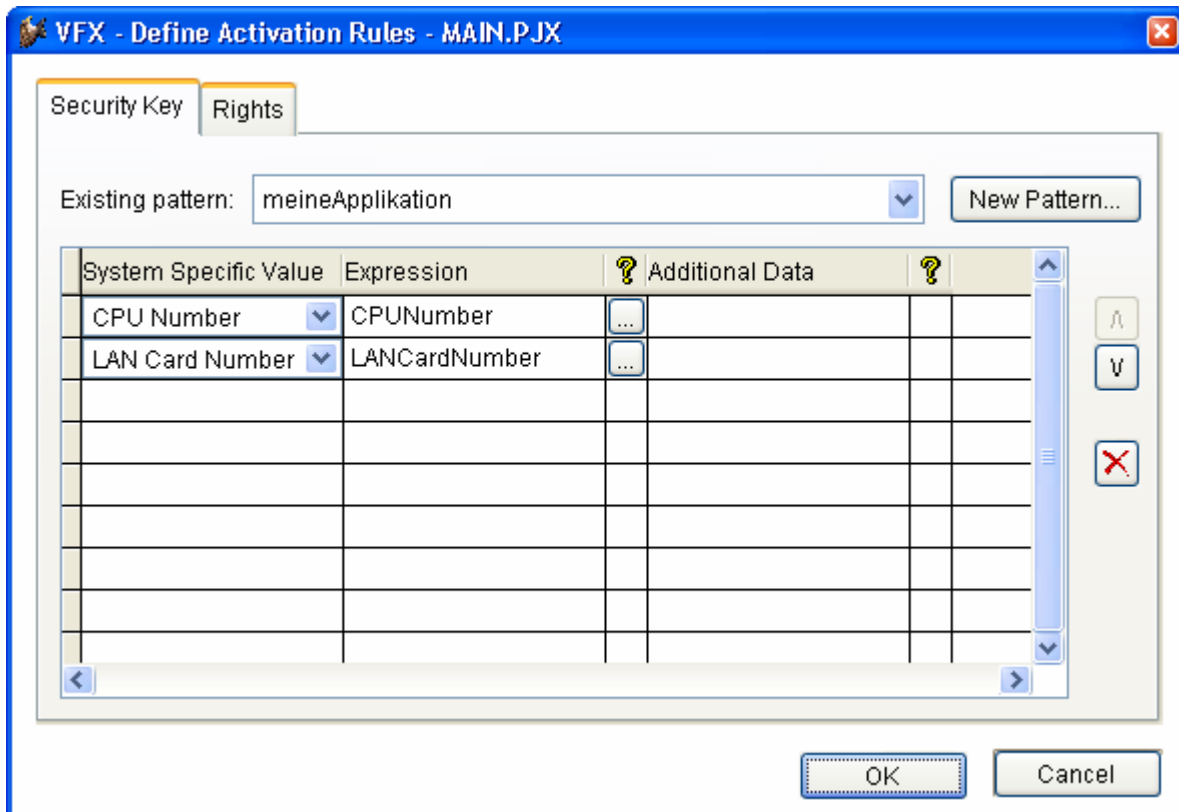 VFX - Define Activation Rules - MAIN.PJX
Security Key Rights
Existing pattern: meineApplikation New Pattern...
System Specific Value Expression ? Additional Data ?
CPU Number CPUNumber ...
LAN Card Number LANCardNumber ...
OK Cancel